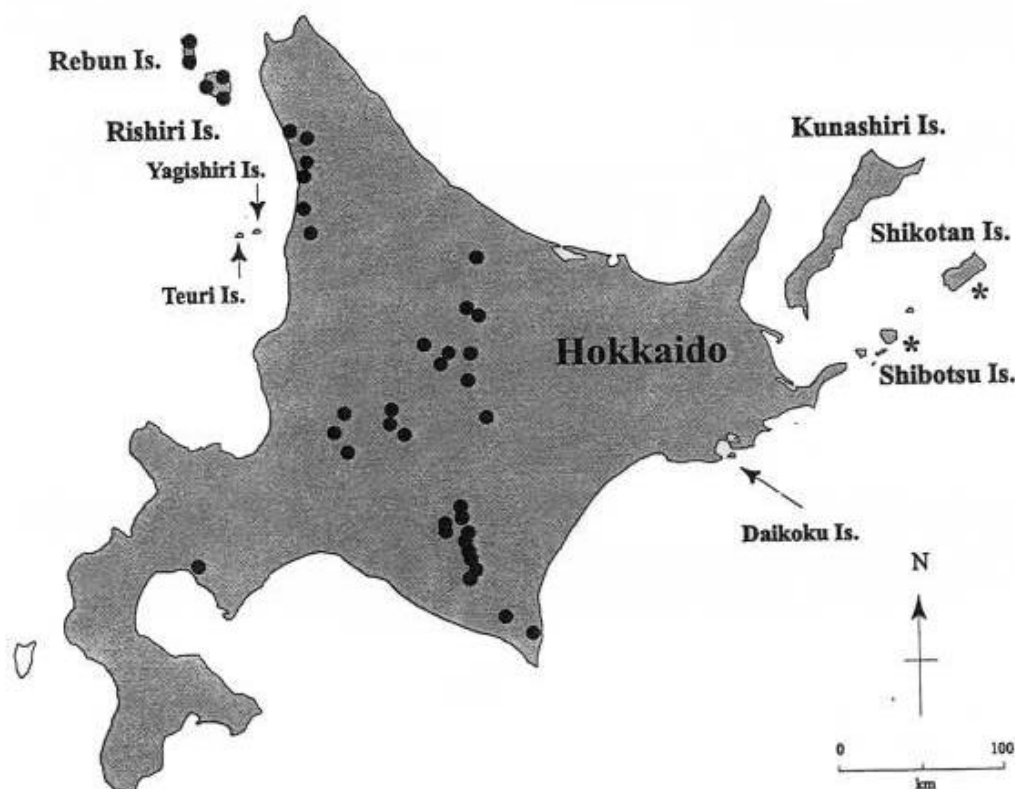 Rebun Is.
Rishiri Is.
Yagishiri Is.
Teuri Is.
Kunashiri Is.
Shikotan Is.
*
Hokkaido
*
Shibotsu Is.
Daikoku Is.
N
0 100
km